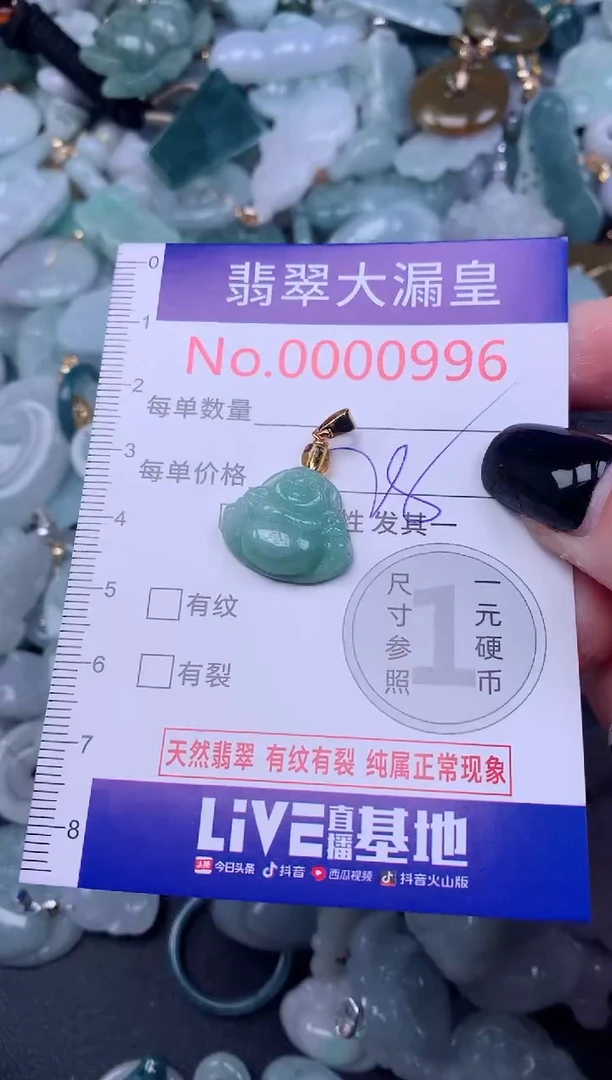 翡翠大漏皇
No.0000996
每单数量
每单价格
性 发其一
有纹
有裂
尺寸参照
1
一元硬币
天然翡翠 有纹有裂 纯属正常现象
LiVE直播基地
头条 今日头条 抖音 西瓜视频 抖音火山版
0
1
2
3
4
5
6
7
8